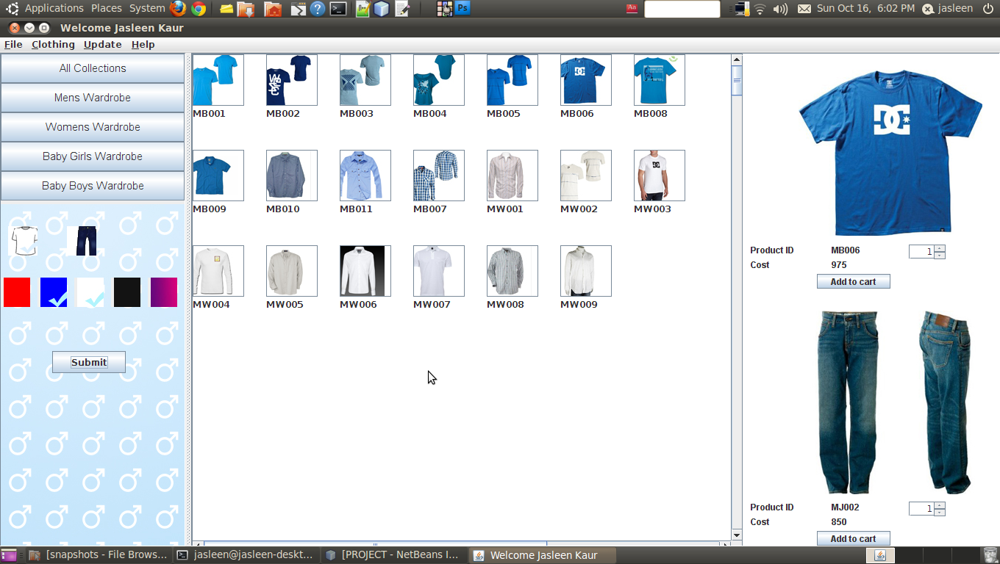 Applications Places System Ps Aa Sun Oct 16, 6:02 PM jasleen
Welcome Jasleen Kaur
File Clothing Update Help
All Collections
Mens Wardrobe
Womens Wardrobe
Baby Girls Wardrobe
Baby Boys Wardrobe
Submit
MB001 MB002 MB003 MB004 MB005 MB006 MB008
MB009 MB010 MB011 MB007 MW001 MW002 MW003
MW004 MW005 MW006 MW007 MW008 MW009
DC
Product ID MB006 1
Cost 975
Add to cart
Product ID MJ002 1
Cost 850
Add to cart
[snapshots - File Brows... jasleen@jasleen-deskt... [PROJECT - NetBeans I... Welcome Jasleen Kaur